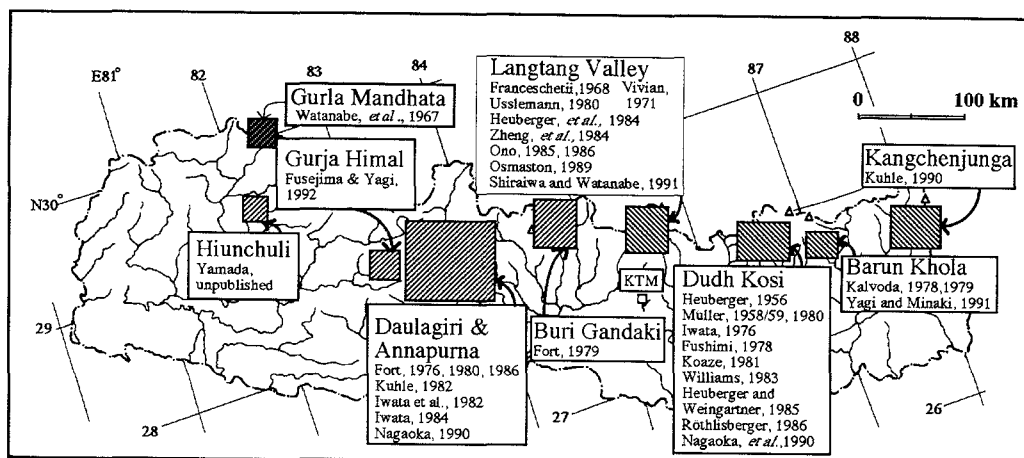 E81°
82
83
84
87
88
0 100 km
N30°
29
28
27
26
Gurla Mandhata
Watanabe, et al ., 1967
Gurja Himal
Fusejima & Yagi,
1992
Hiunchuli
Yamada,
unpublished
Daulagiri &
Annapurna
Fort, 1976, 1980, 1986
Kuhle, 1982
Iwata et al., 1982
Iwata, 1984
Nagaoka, 1990
Langtang Valley
Franceschetii,1968 Vivian,
Usslemann, 1980 1971
Heuberger, et al., 1984
Zheng, et al., 1984
Ono, 1985, 1986
Osmaston, 1989
Shiraiwa and Watanabe, 1991
Buri Gandaki
Fort, 1979
KTM
Dudh Kosi
Heuberger, 1956
Muller, 1958/59, 1980
Iwata, 1976
Fushimi, 1978
Koaze, 1981
Williams, 1983
Heuberger and
Weingartner, 1985
Röthlisberger, 1986
Nagaoka, et al.,1990
Kangchenjunga
Kuhle, 1990
Barun Khola
Kalvoda, 1978,1979
Yagi and Minaki, 1991